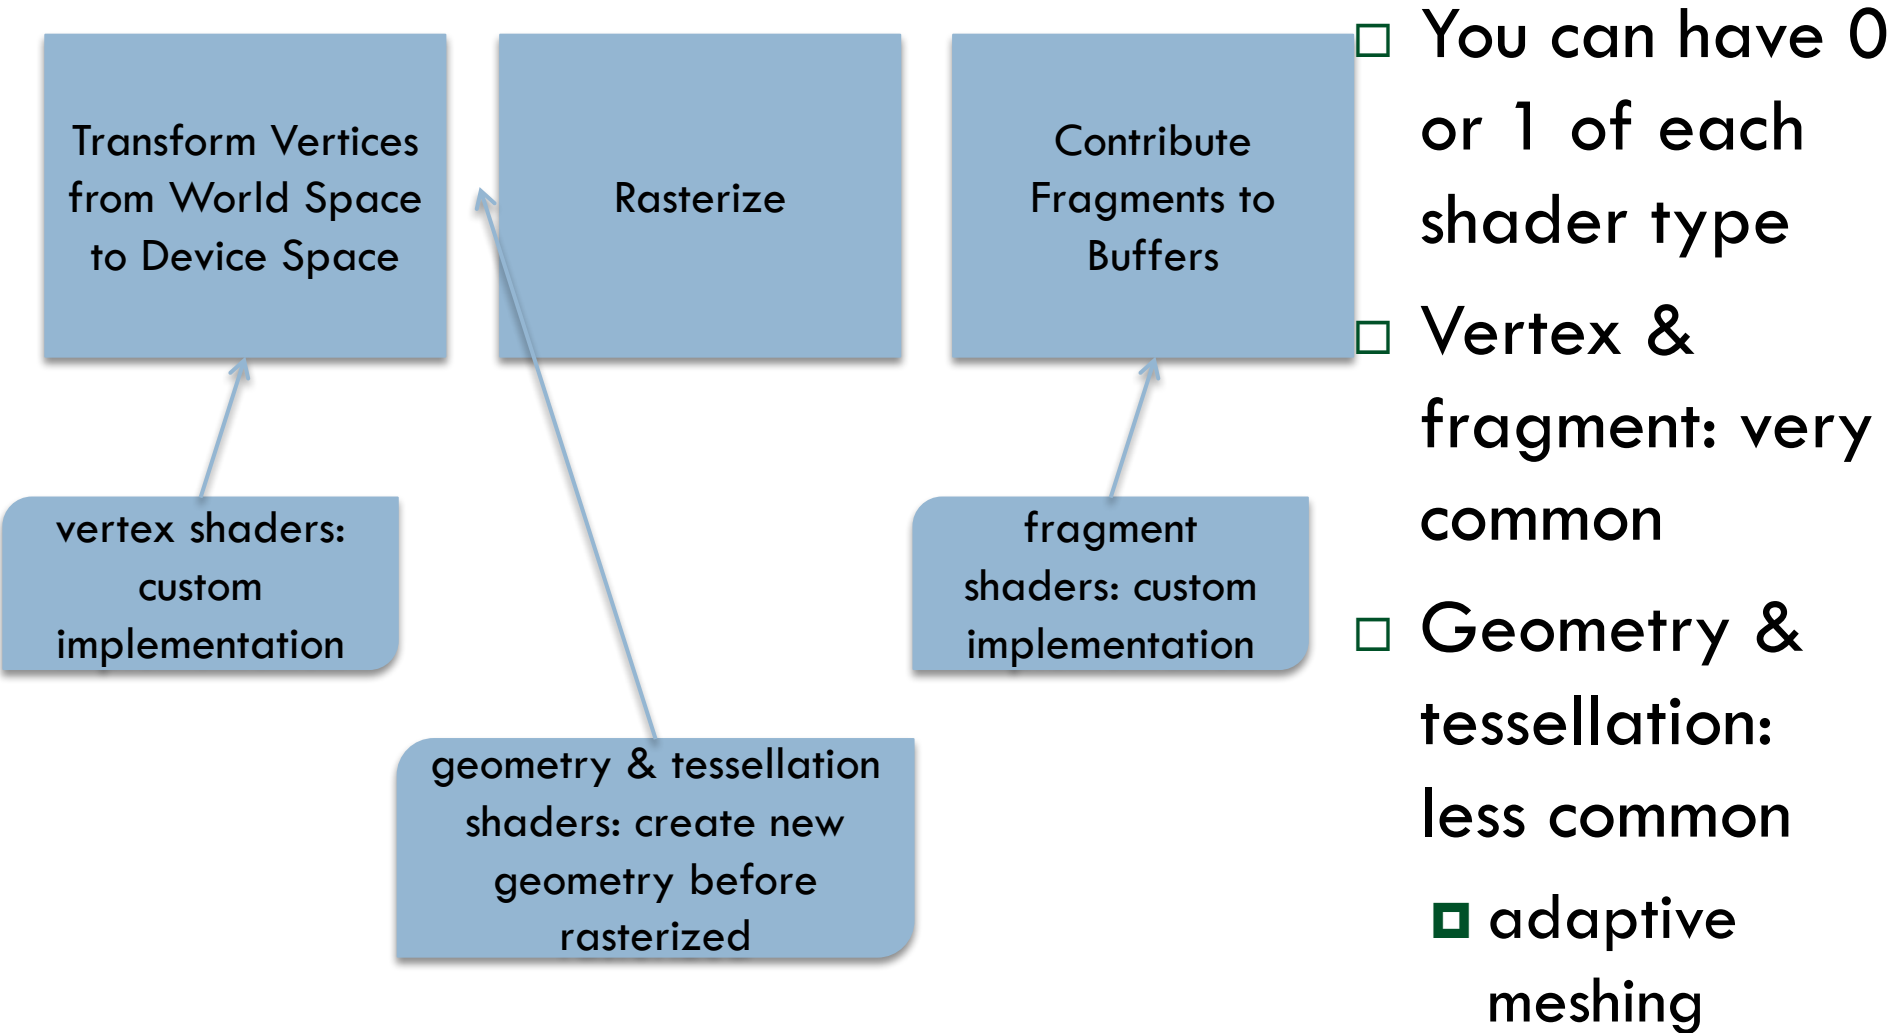 Transform Vertices
from World Space
to Device Space
Rasterize
Contribute
Fragments to
Buffers
vertex shaders:
custom
implementation
geometry & tessellation
shaders: create new
geometry before
rasterized
fragment
shaders: custom
implementation
You can have 0
or 1 of each
shader type
Vertex &
fragment: very
common
Geometry &
tessellation:
less common
adaptive
meshing